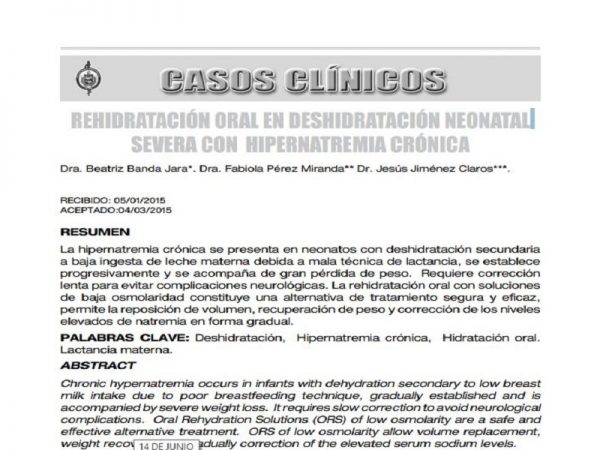 CASOS CLÍNICOS
REHIDRATACIÓN ORAL EN DESHIDRATACIÓN NEONATAL
SEVERA CON HIPERNATREMIA CRÓNICA
Dra. Beatriz Banda Jara*. Dra. Fabiola Pérez Miranda** Dr. Jesús Jiménez Claros***.
RECIBIDO: 05/01/2015
ACEPTADO:04/03/2015
RESUMEN
La hipernatremia crónica se presenta en neonatos con deshidratación secundaria
a baja ingesta de leche materna debida a mala técnica de lactancia, se establece
progresivamente y se acompaña de gran pérdida de peso. Requiere corrección
lenta para evitar complicaciones neurológicas. La rehidratación oral con soluciones
de baja osmolaridad constituye una alternativa de tratamiento segura y eficaz,
permite la reposición de volumen, recuperación de peso y corrección de los niveles
elevados de natremia en forma gradual.
PALABRAS CLAVE: Deshidratación, Hipernatremia crónica, Hidratación oral.
Lactancia materna.
ABSTRACT
Chronic hypernatremia occurs in infants with dehydration secondary to low breast
milk intake due to poor breastfeeding technique, gradually established and is
accompanied by severe weight loss. It requires slow correction to avoid neurological
complications. Oral Rehydration Solutions (ORS) of low osmolarity are a safe and
effective alternative treatment. ORS of low osmolarity allow volume replacement,
weight correction of the elevated serum sodium levels.
14 DE JUNIO